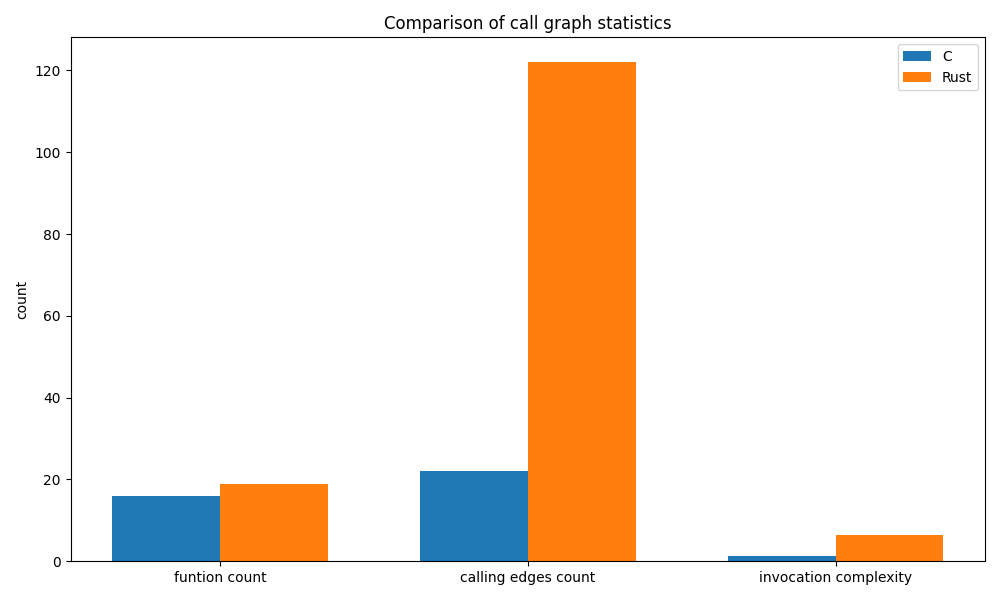 Comparison of call graph statistics
C
Rust
count
120
100
80
60
40
20
0
funtion count
calling edges count
invocation complexity